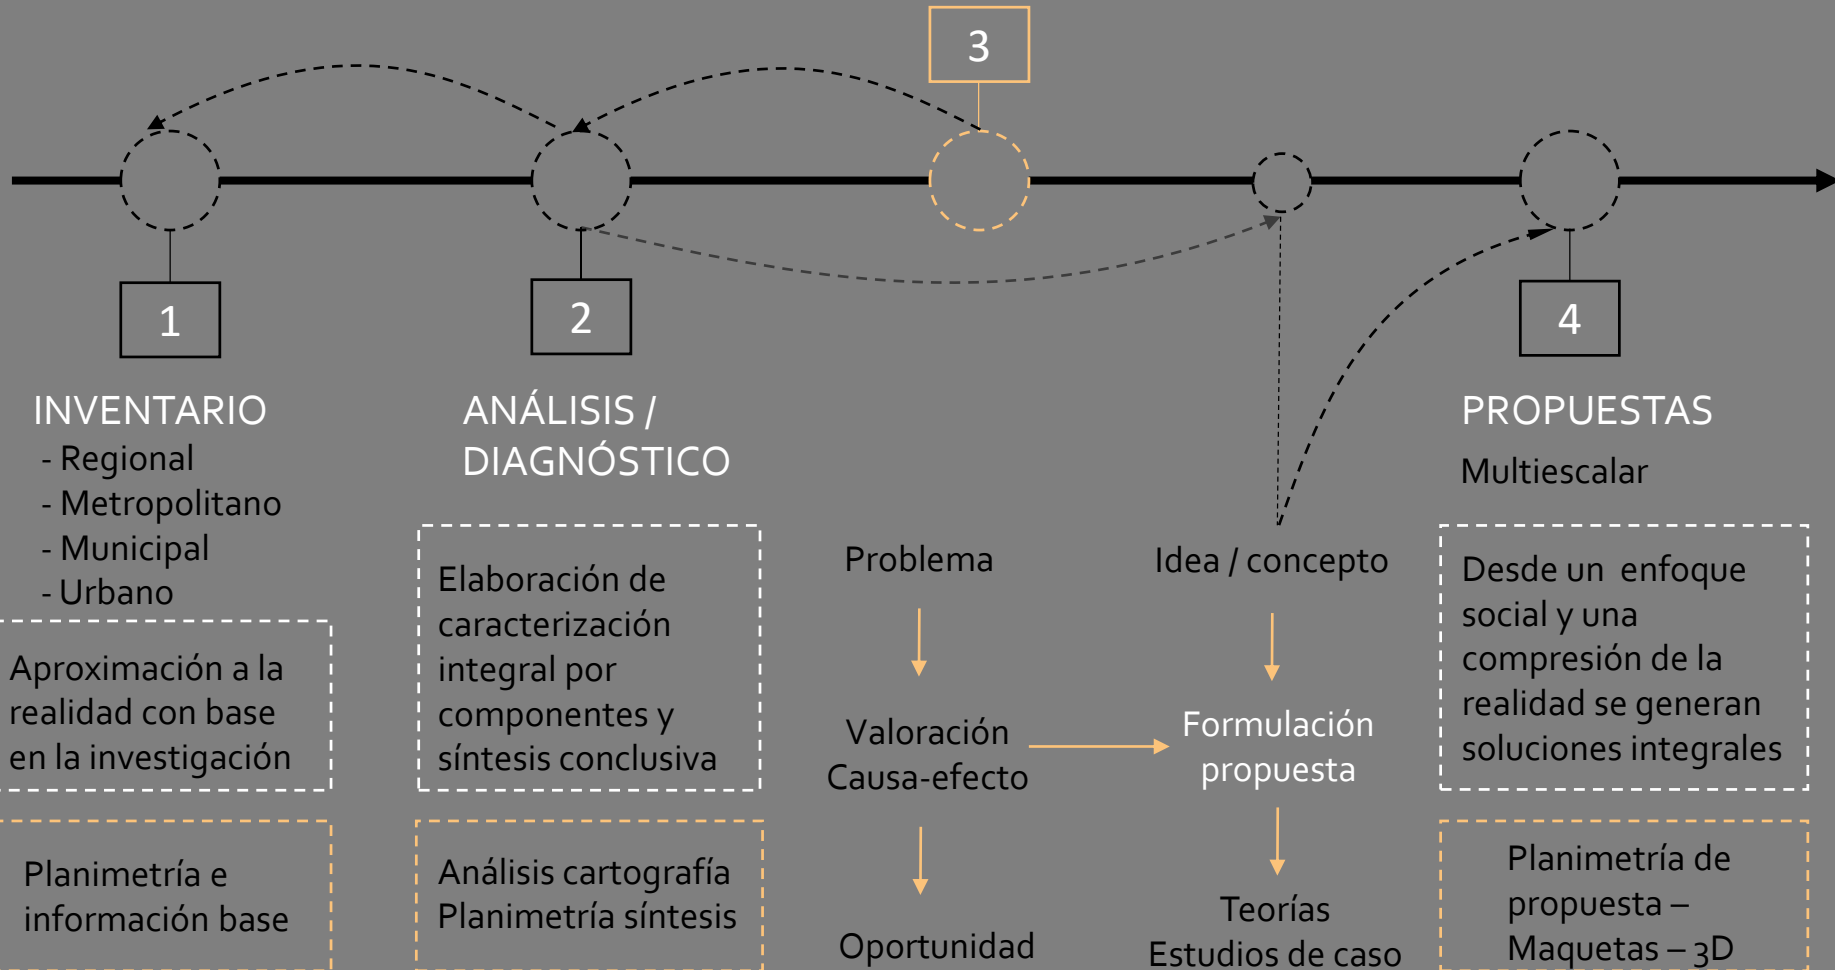 3
1
2
4
INVENTARIO
- Regional
- Metropolitano
- Municipal
- Urbano
Aproximación a la
realidad con base
en la investigación
Planimetría e
información base
ANÁLISIS /
DIAGNÓSTICO
Elaboración de
caracterización
integral por
componentes y
síntesis conclusiva
Análisis cartografía
Planimetría síntesis
Problema
Valoración
Causa-efecto
Oportunidad
Idea / concepto
Formulación
propuesta
Teorías
Estudios de caso
PROPUESTAS
Multiescalar
Desde un enfoque
social y una
compresión de la
realidad se generan
soluciones integrales
Planimetría de
propuesta –
Maquetas – 3D